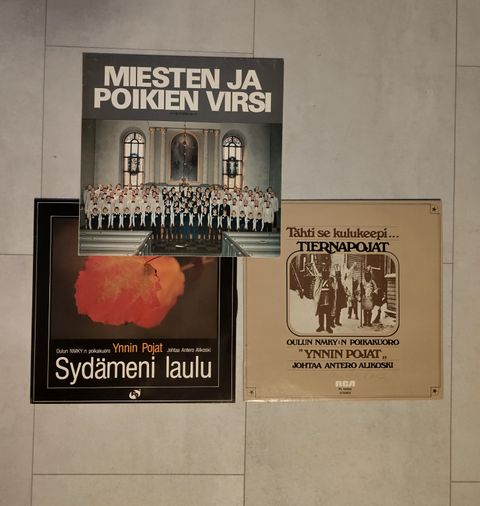 MIESTEN JA
POIKIEN VIRSI
Oulun NMKY:n poikakuoro Ynnin Pojat Johtaa Antero Alikoski
Sydämeni laulu
Tähti se kulukeepi...
TIERNAPOJAT
OULUN NMKY:N POIKAKUORO
"YNNIN POJAT„
JOHTAA ANTERO ALIKOSKI
RCA